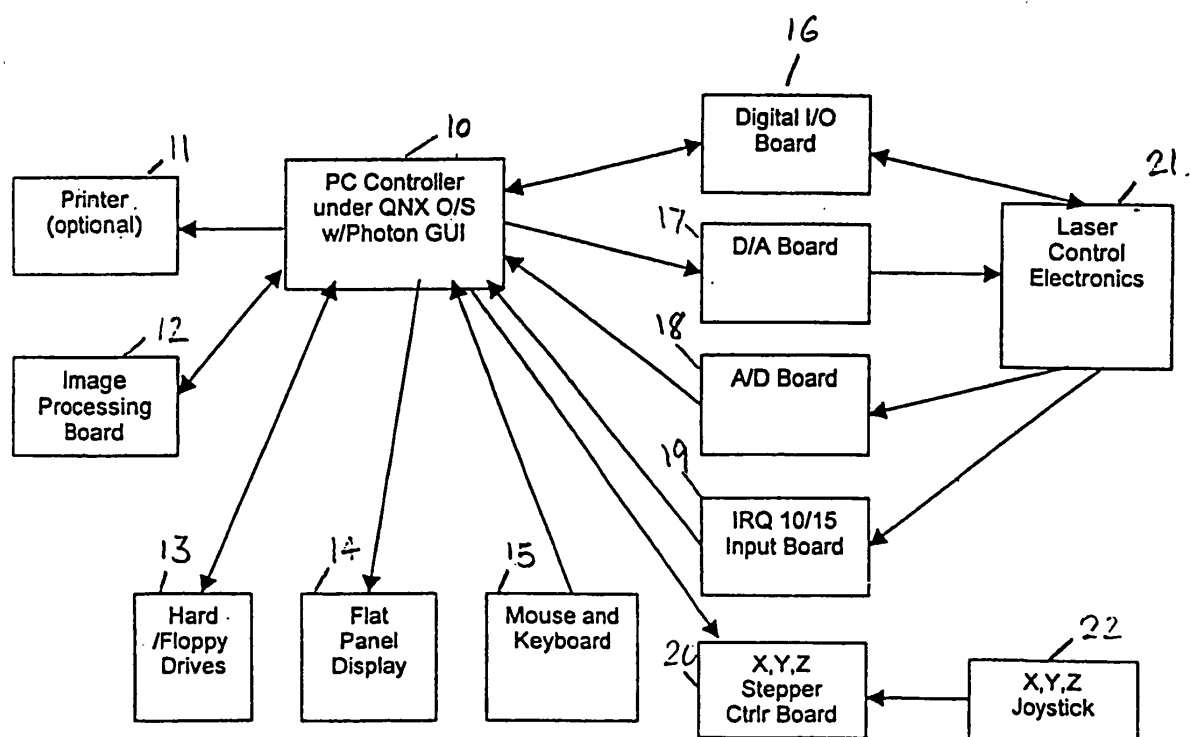 16
Digital I/O
Board
10
11
PC Controller
under QNX O/S
w/Photon GUI
Printer
(optional)
21.
Laser
Control
Electronics
17
D/A Board
12
Image
Processing
Board
18
A/D Board
19
IRQ 10/15
Input Board
13
Hard
/Floppy
Drives
14
Flat
Panel
Display
15
Mouse and
Keyboard
20
X,Y,Z
Stepper
Ctrlr Board
22
X,Y,Z
Joystick